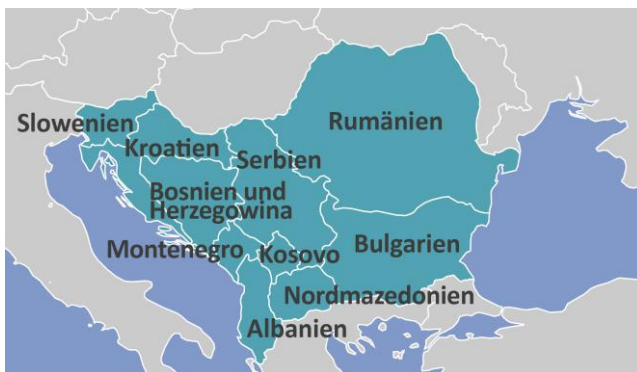 Slowenien
Rumänien
Kroatien
Serbien
Bosnien und
Herzegowina
Montenegro
Kosovo
Bulgarien
Nordmazedonien
Albanien